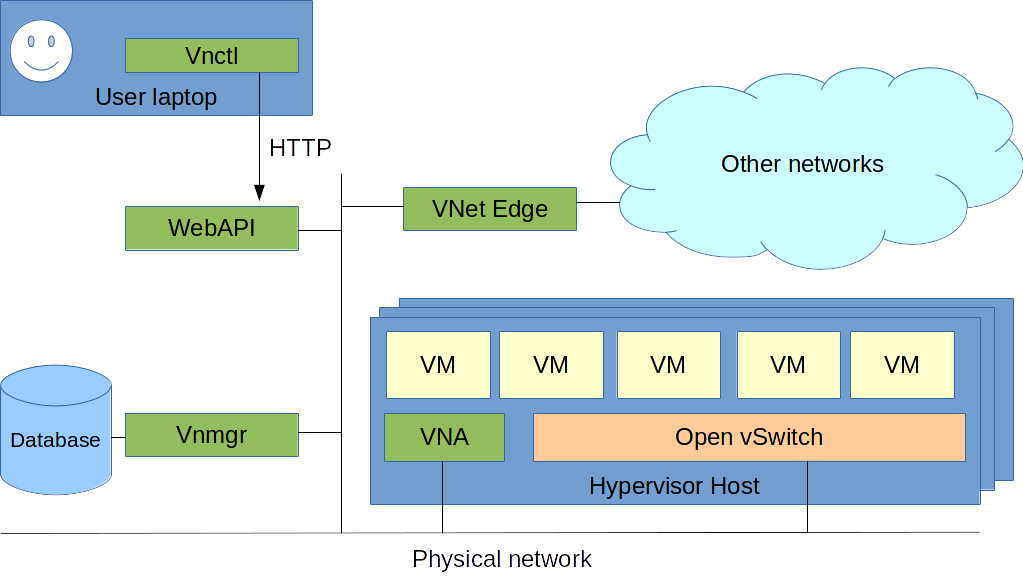 Vnctl
User laptop
HTTP
Other networks
VNet Edge
WebAPI
VM VM VM VM VM
Database
Vnmgr
VNA
Open vSwitch
Hypervisor Host
Physical network